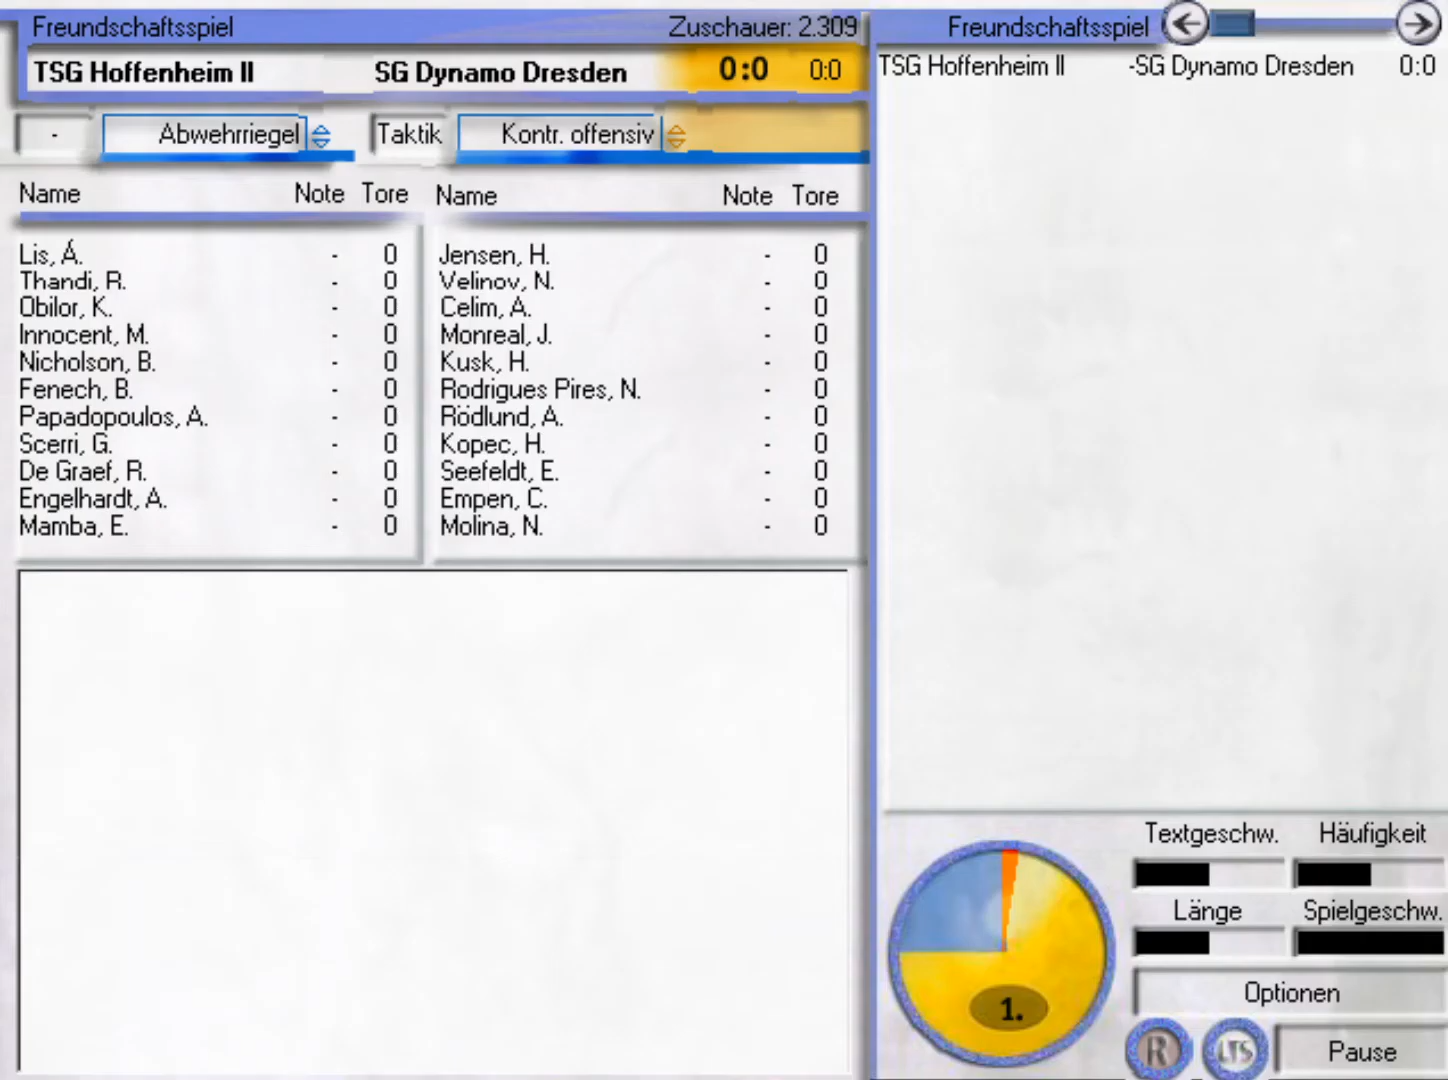 Freundschaftsspiel Zuschauer: 2.309
TSG Hoffenheim II SG Dynamo Dresden 0:0 0:0
- Abwehrriegel Taktik Kontr. offensiv
Name Note Tore Name Note Tore
Lis, Á. - 0 Jensen, H. - 0
Thandi, R. - 0 Velinov, N. - 0
Obilor, K. - 0 Celim, A. - 0
Innocent, M. - 0 Monreal, J. - 0
Nicholson, B. - 0 Kusk, H. - 0
Fenech, B. - 0 Rodrigues Pires, N. - 0
Papadopoulos, A. - 0 Rödlund, A. - 0
Scerri, G. - 0 Kopec, H. - 0
De Graef, R. - 0 Seefeldt, E. - 0
Engelhardt, A. - 0 Empen, C. - 0
Mamba, E. - 0 Molina, N. - 0
Freundschaftsspiel
TSG Hoffenheim II -SG Dynamo Dresden 0:0
1.
Textgeschw. Häufigkeit
Länge Spielgeschw.
Optionen
R LTS Pause